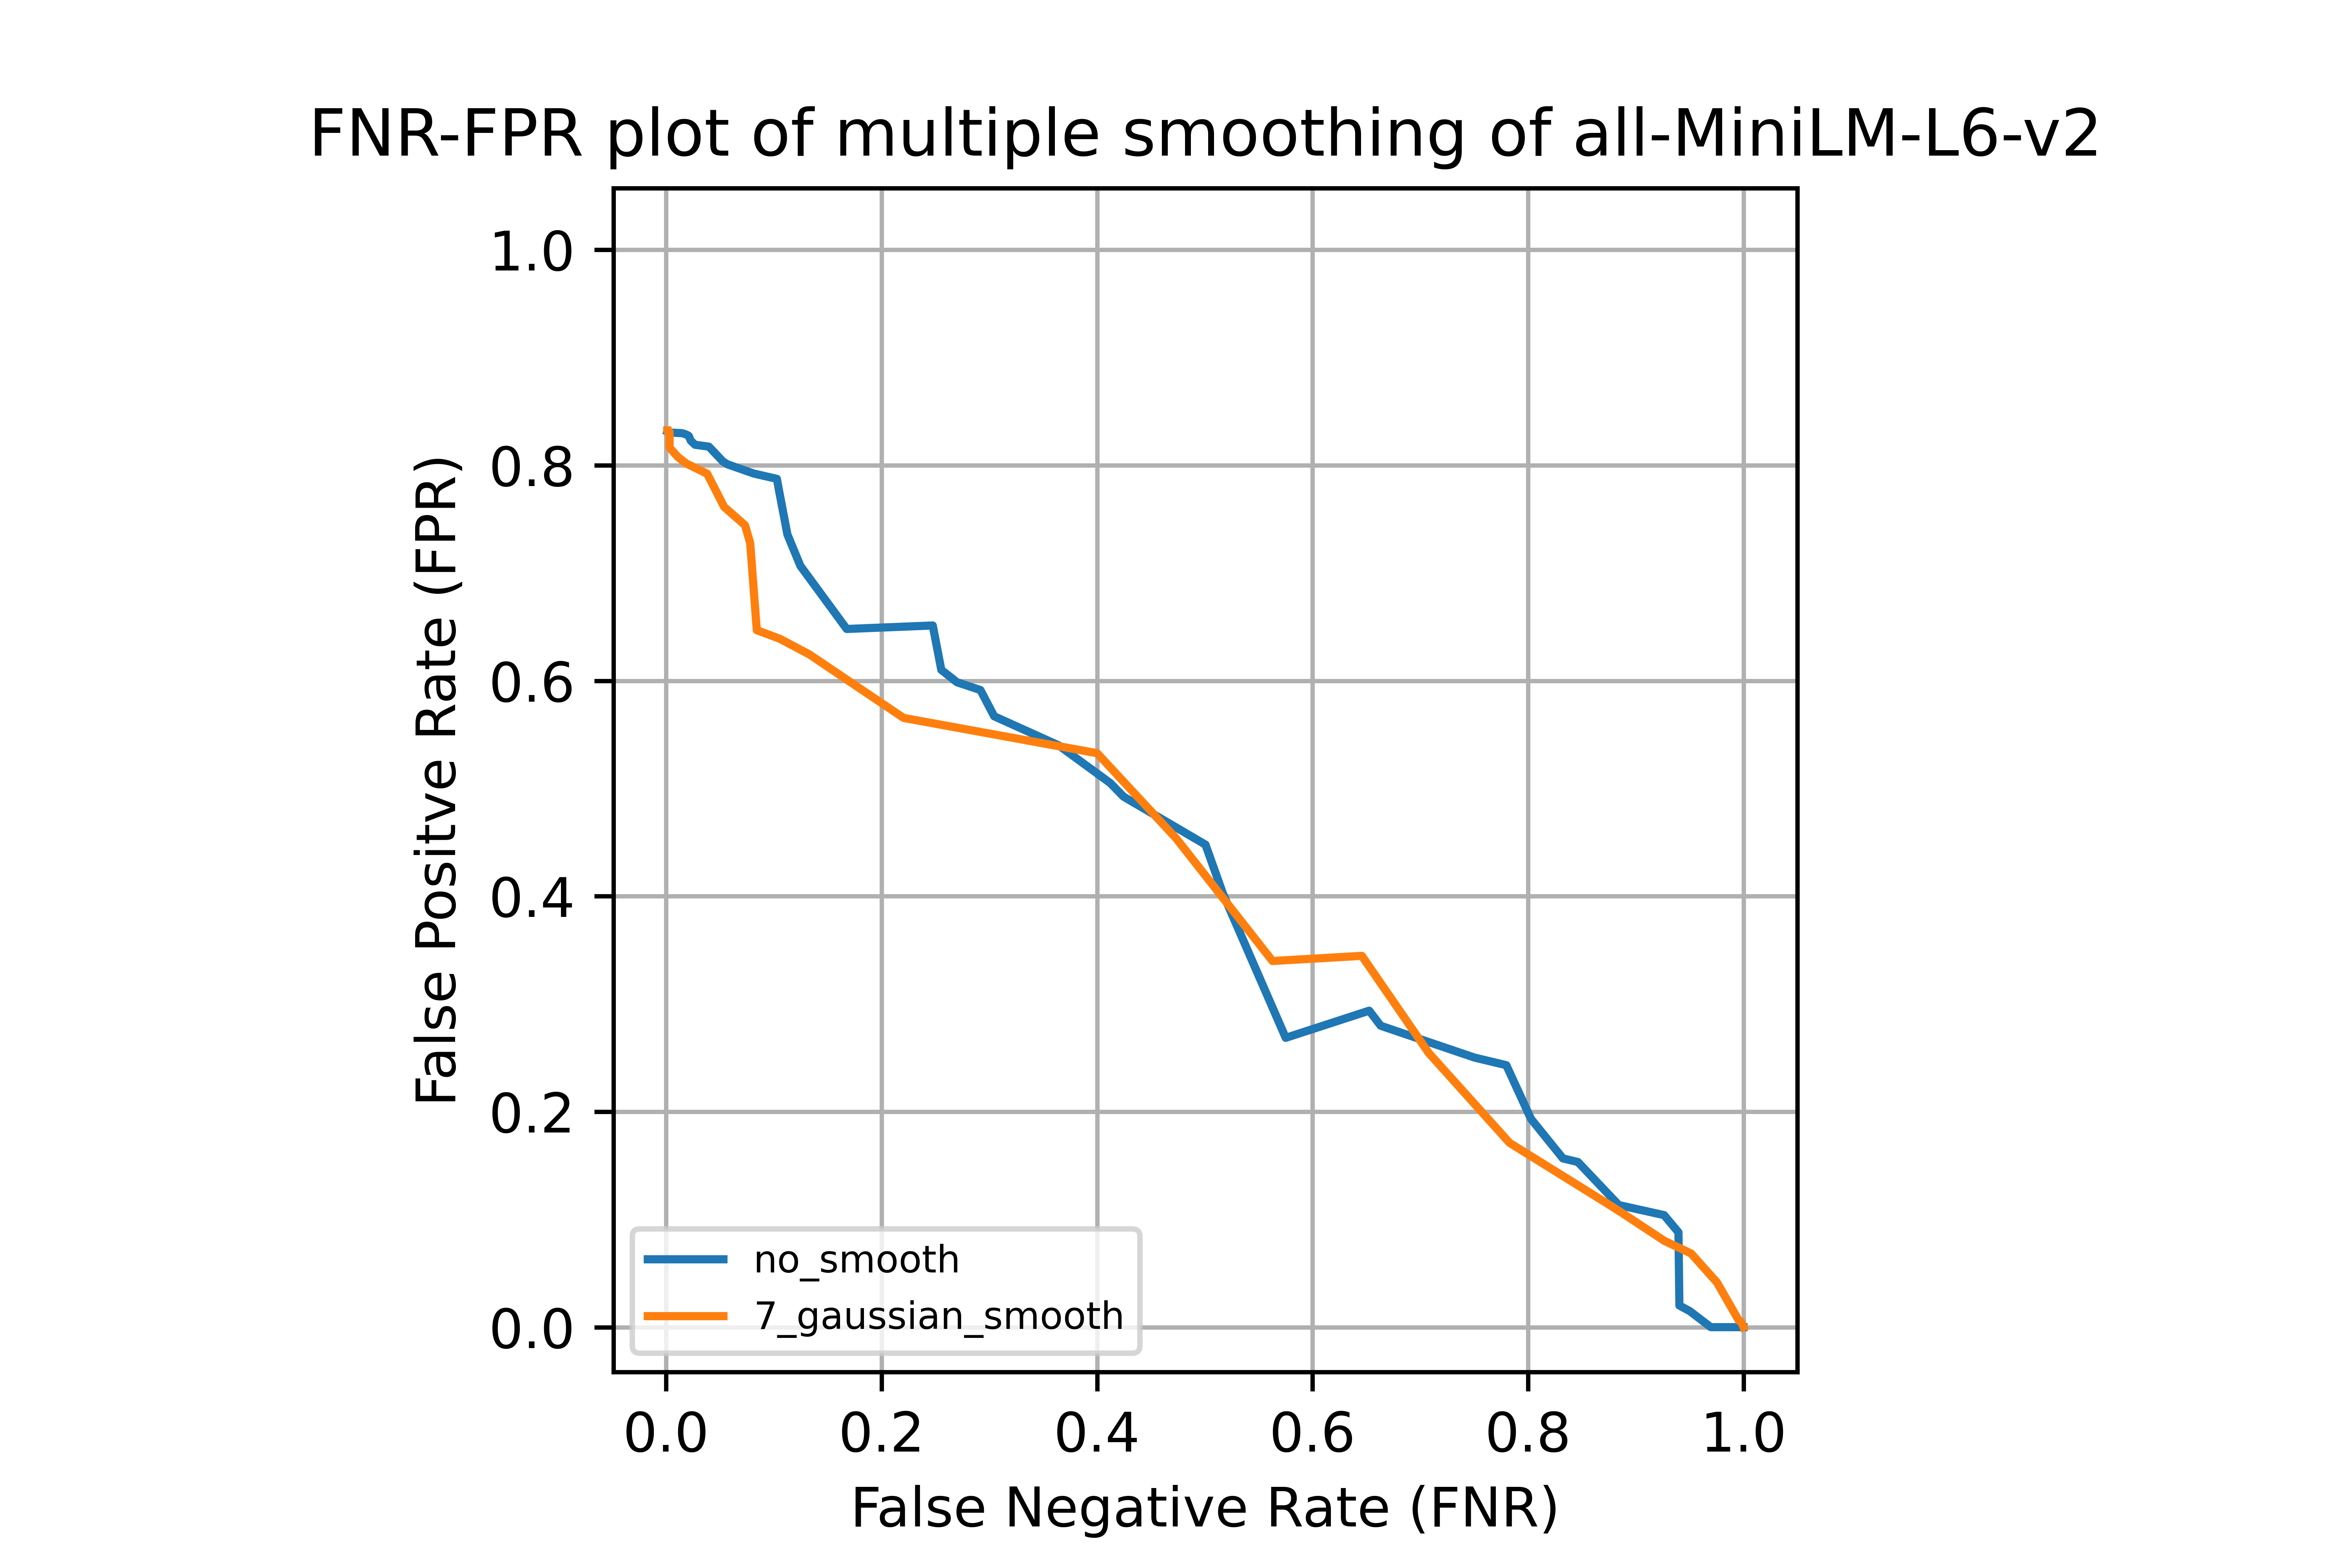 FNR-FPR plot of multiple smoothing of all-MiniLM-L6-v2
1.0
0.8
0.6
0.4
0.2
0.0
False Positve Rate (FPR)
no_smooth
7_gaussian_smooth
0.0 0.2 0.4 0.6 0.8 1.0
False Negative Rate (FNR)